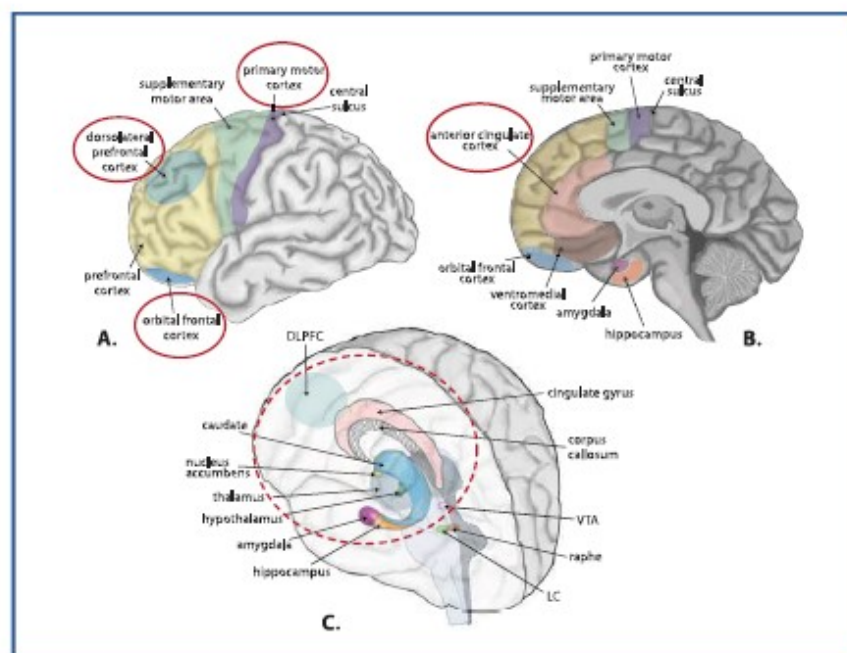 primary motor
cortex
supplementary
motor area
central
sulcus
dorsolateral
prefrontal
cortex
prefrontal
cortex
orbital frontal
cortex
A.
primary motor
cortex
supplementary
motor area
central
sulcus
anterior cingulate
cortex
orbital frontal
cortex
ventromedial
cortex
amygdala
hippocampus
B.
DLPFC
cingulate gyrus
caudate
corpus
callosum
nucleus
accumbens
thalamus
hypothalamus
VTA
amygdala
raphe
hippocampus
LC
C.